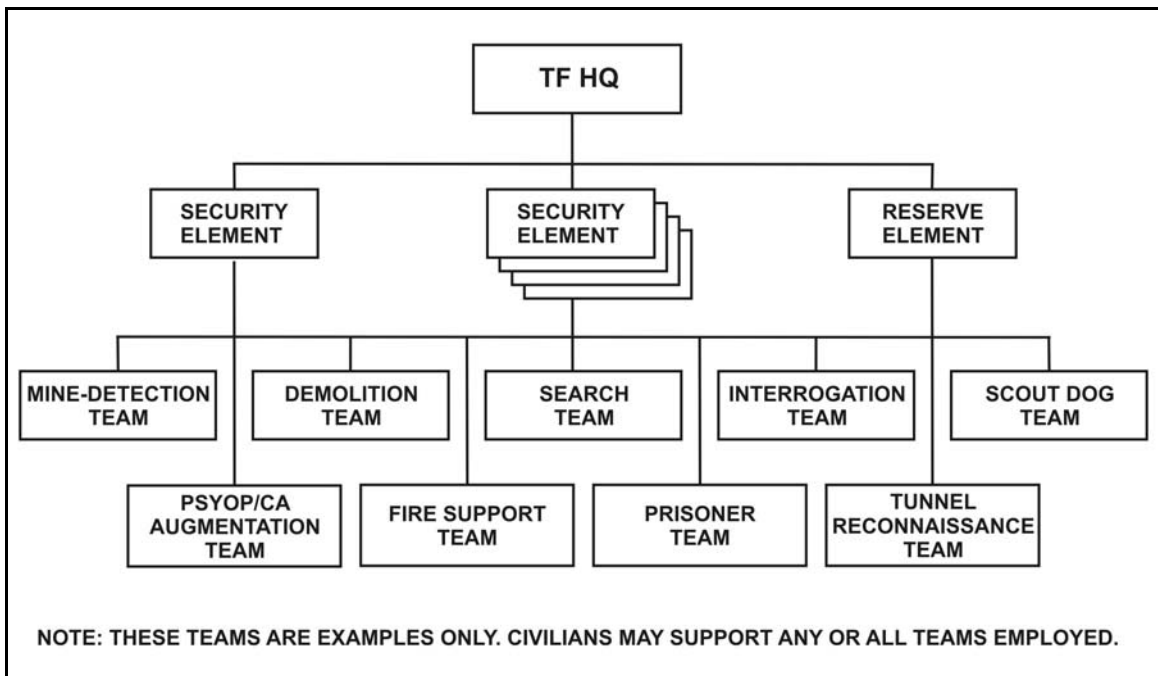 TF HQ
SECURITY
ELEMENT
SECURITY
ELEMENT
RESERVE
ELEMENT
MINE-DETECTION
TEAM
DEMOLITION
TEAM
SEARCH
TEAM
INTERROGATION
TEAM
SCOUT DOG
TEAM
PSYOP/CA
AUGMENTATION
TEAM
FIRE SUPPORT
TEAM
PRISONER
TEAM
TUNNEL
RECONNAISSANCE
TEAM
NOTE: THESE TEAMS ARE EXAMPLES ONLY. CIVILIANS MAY SUPPORT ANY OR ALL TEAMS EMPLOYED.